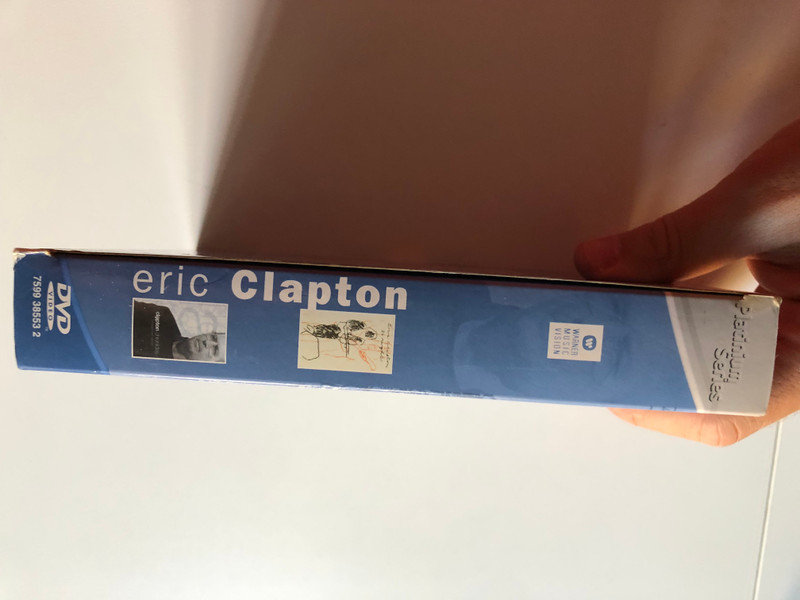 eric Clapton
DVD
VIDEO
7599 38553 2
WARNER
MUSIC
VISION
Platinum
Series